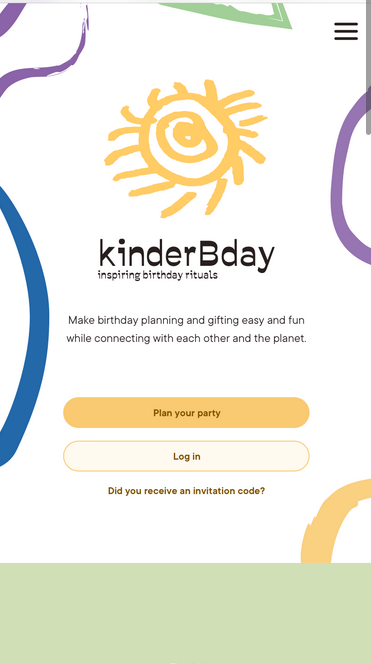 kinderBday
inspiring birthday rituals
Make birthday planning and gifting easy and fun
while connecting with each other and the planet.
Plan your party
Log in
Did you receive an invitation code?